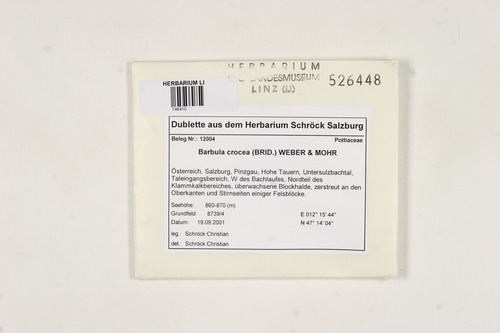 HERBARIUM
LANDESMUSEUM
LINZ (U)
526448
HERBARIUM LI
746410
Dublette aus dem Herbarium Schröck Salzburg
Beleg Nr.: 12004 Pottiaceae
Barbula crocea (BRID.) WEBER & MOHR
Österreich, Salzburg, Pinzgau, Hohe Tauern, Untersulzbachtal,
Taleingangsbereich, W des Bachlaufes, Nordteil des
Klammkalkbereiches, überwachsene Blockhalde, zerstreut an den
Oberkanten und Stirnseiten einiger Felsblöcke.
Seehöhe: 860-870 (m)
Grundfeld: 8739/4 E 012° 15' 44"
Datum: 19.09.2001 N 47° 14' 04"
leg.: Schröck Christian
det.: Schröck Christian